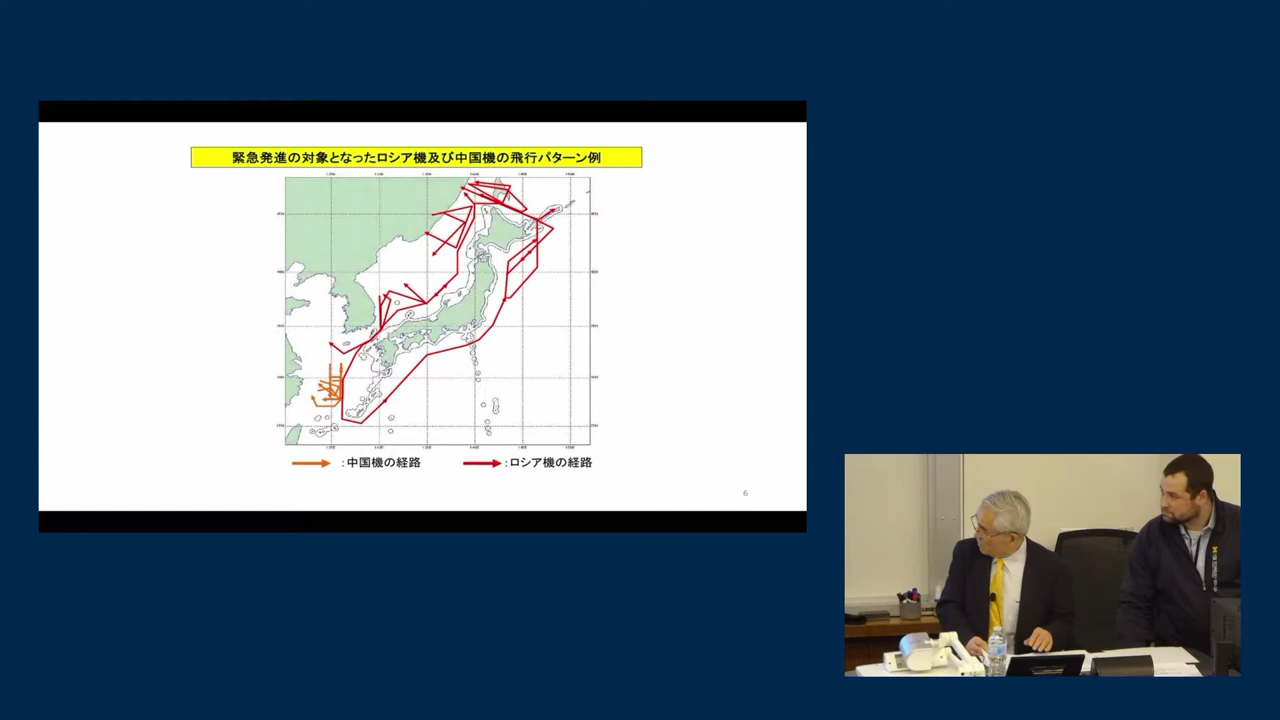 緊急発進の対象となったロシア機及び中国機の飛行パターン例
:中国機の経路
:ロシア機の経路
6